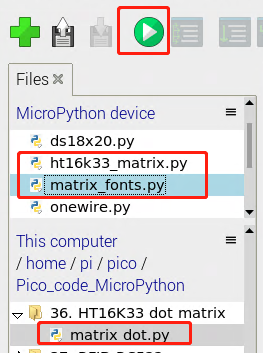 Files
MicroPython device
ds18x20.py
ht16k33_matrix.py
matrix_fonts.py
onewire.py
This computer
/ home / pi / pico /
Pico_code_MicroPython
36. HT16K33 dot matrix
matrix dot.py